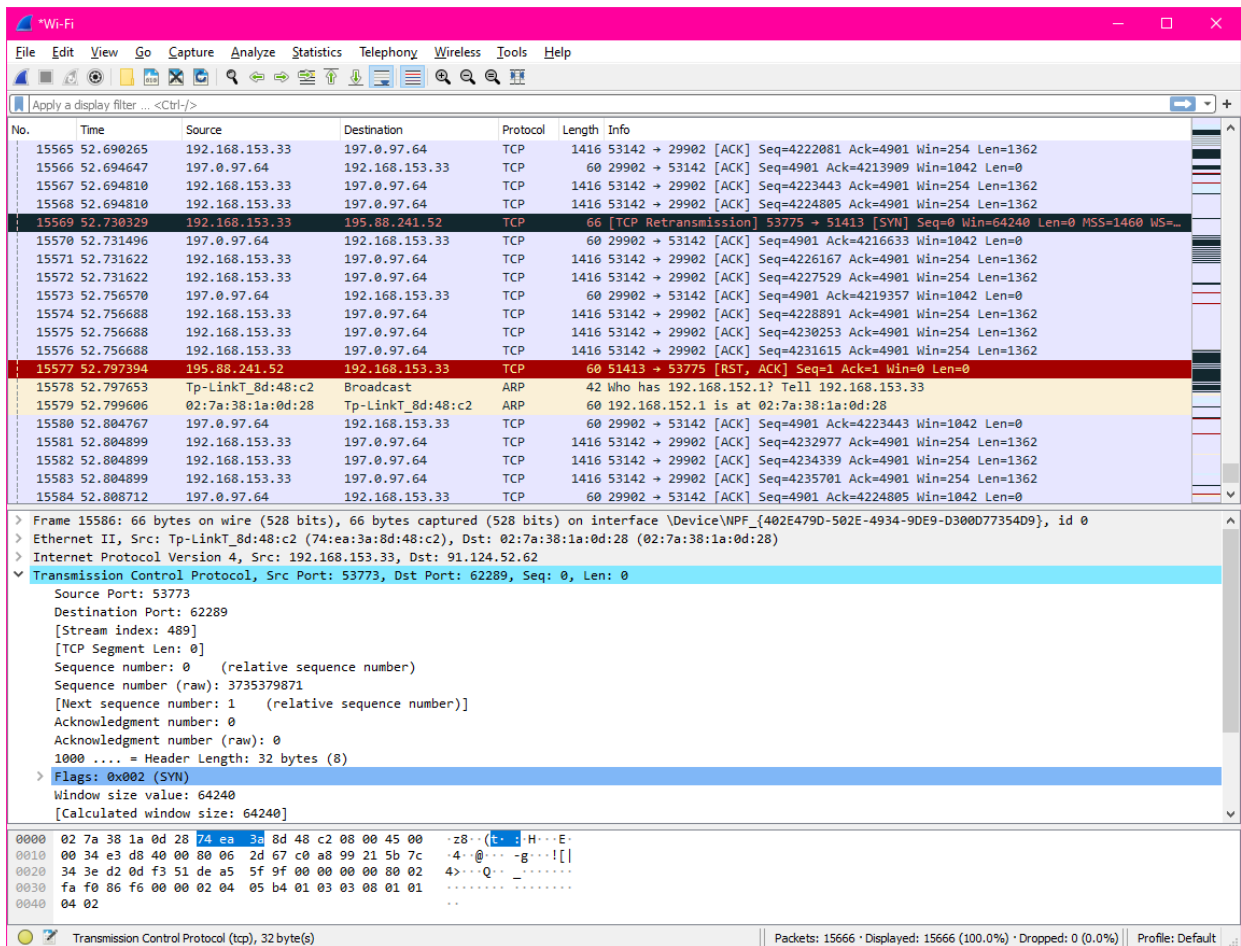 *Wi-Fi
File Edit View Go Capture Analyze Statistics Telephony Wireless Tools Help
Apply a display filter ... <Ctrl-/>
No. Time Source Destination Protocol Length Info
15565 52.690265 192.168.153.33 197.0.97.64 TCP 1416 53142 → 29902 [ACK] Seq=4222081 Ack=4901 Win=254 Len=1362
15566 52.694647 197.0.97.64 192.168.153.33 TCP 60 29902 → 53142 [ACK] Seq=4901 Ack=4213909 Win=1042 Len=0
15567 52.694810 192.168.153.33 197.0.97.64 TCP 1416 53142 → 29902 [ACK] Seq=4223443 Ack=4901 Win=254 Len=1362
15568 52.694810 192.168.153.33 197.0.97.64 TCP 1416 53142 → 29902 [ACK] Seq=4224805 Ack=4901 Win=254 Len=1362
15569 52.730329 192.168.153.33 195.88.241.52 TCP 66 [TCP Retransmission] 53775 → 51413 [SYN] Seq=0 Win=64240 Len=0 MSS=1460 WS=…
15570 52.731496 197.0.97.64 192.168.153.33 TCP 60 29902 → 53142 [ACK] Seq=4901 Ack=4216633 Win=1042 Len=0
15571 52.731622 192.168.153.33 197.0.97.64 TCP 1416 53142 → 29902 [ACK] Seq=4226167 Ack=4901 Win=254 Len=1362
15572 52.731622 192.168.153.33 197.0.97.64 TCP 1416 53142 → 29902 [ACK] Seq=4227529 Ack=4901 Win=254 Len=1362
15573 52.756570 197.0.97.64 192.168.153.33 TCP 60 29902 → 53142 [ACK] Seq=4901 Ack=4219357 Win=1042 Len=0
15574 52.756688 192.168.153.33 197.0.97.64 TCP 1416 53142 → 29902 [ACK] Seq=4228891 Ack=4901 Win=254 Len=1362
15575 52.756688 192.168.153.33 197.0.97.64 TCP 1416 53142 → 29902 [ACK] Seq=4230253 Ack=4901 Win=254 Len=1362
15576 52.756688 192.168.153.33 197.0.97.64 TCP 1416 53142 → 29902 [ACK] Seq=4231615 Ack=4901 Win=254 Len=1362
15577 52.797394 195.88.241.52 192.168.153.33 TCP 60 51413 → 53775 [RST, ACK] Seq=1 Ack=1 Win=0 Len=0
15578 52.797653 Tp-LinkT_8d:48:c2 Broadcast ARP 42 Who has 192.168.152.1? Tell 192.168.153.33
15579 52.799606 02:7a:38:1a:0d:28 Tp-LinkT_8d:48:c2 ARP 60 192.168.152.1 is at 02:7a:38:1a:0d:28
15580 52.804767 197.0.97.64 192.168.153.33 TCP 60 29902 → 53142 [ACK] Seq=4901 Ack=4223443 Win=1042 Len=0
15581 52.804899 192.168.153.33 197.0.97.64 TCP 1416 53142 → 29902 [ACK] Seq=4232977 Ack=4901 Win=254 Len=1362
15582 52.804899 192.168.153.33 197.0.97.64 TCP 1416 53142 → 29902 [ACK] Seq=4234339 Ack=4901 Win=254 Len=1362
15583 52.804899 192.168.153.33 197.0.97.64 TCP 1416 53142 → 29902 [ACK] Seq=4235701 Ack=4901 Win=254 Len=1362
15584 52.808712 197.0.97.64 192.168.153.33 TCP 60 29902 → 53142 [ACK] Seq=4901 Ack=4224805 Win=1042 Len=0
Frame 15586: 66 bytes on wire (528 bits), 66 bytes captured (528 bits) on interface \Device\NPF_{402E479D-502E-4934-9DE9-D300D77354D9}, id 0
Ethernet II, Src: Tp-LinkT_8d:48:c2 (74:ea:3a:8d:48:c2), Dst: 02:7a:38:1a:0d:28 (02:7a:38:1a:0d:28)
Internet Protocol Version 4, Src: 192.168.153.33, Dst: 91.124.52.62
Transmission Control Protocol, Src Port: 53773, Dst Port: 62289, Seq: 0, Len: 0
Source Port: 53773
Destination Port: 62289
[Stream index: 489]
[TCP Segment Len: 0]
Sequence number: 0 (relative sequence number)
Sequence number (raw): 3735379871
[Next sequence number: 1 (relative sequence number)]
Acknowledgment number: 0
Acknowledgment number (raw): 0
1000 .... = Header Length: 32 bytes (8)
Flags: 0x002 (SYN)
Window size value: 64240
[Calculated window size: 64240]
0000 02 7a 38 1a 0d 28 74 ea 3a 8d 48 c2 08 00 45 00 ·z8··(t·:·H···E·
0010 00 34 e3 d8 40 00 80 06 2d 67 c0 a8 99 21 5b 7c ·4··@··· -g···![|
0020 34 3e d2 0d f3 51 de a5 5f 9f 00 00 00 00 80 02 4>···Q·· _·······
0030 fa f0 86 f6 00 00 02 04 05 b4 01 03 03 08 01 01 ········ ········
0040 04 02 ··
Transmission Control Protocol (tcp), 32 byte(s) Packets: 15666 · Displayed: 15666 (100.0%) · Dropped: 0 (0.0%) Profile: Default